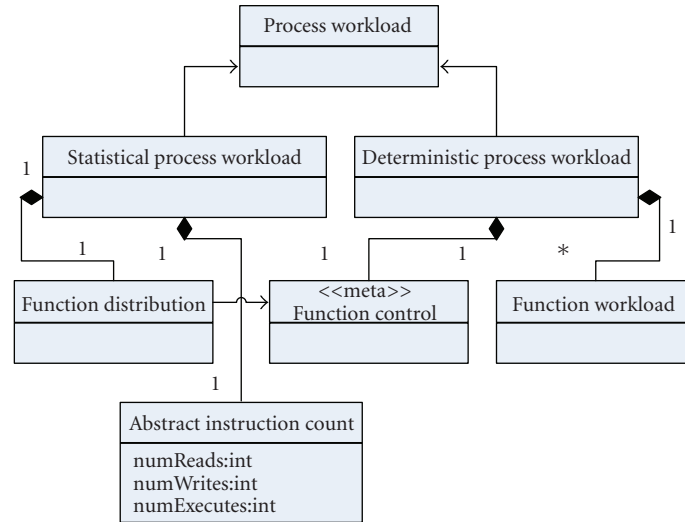 Process workload
Statistical process workload
Deterministic process workload
1
1
1
1
1
1
*
1
Function distribution
<<meta>>
Function control
Function workload
1
Abstract instruction count
numReads:int
numWrites:int
numExecutes:int